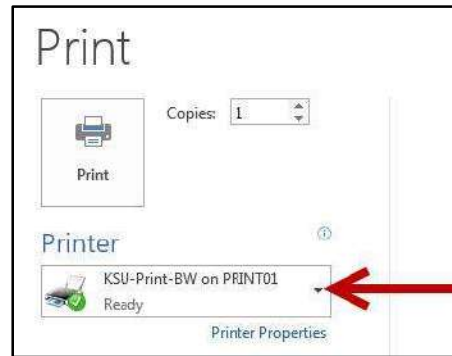 Print
Copies: 1
Print
Printer
KSU-Print-BW on PRINT01
Ready
Printer Properties